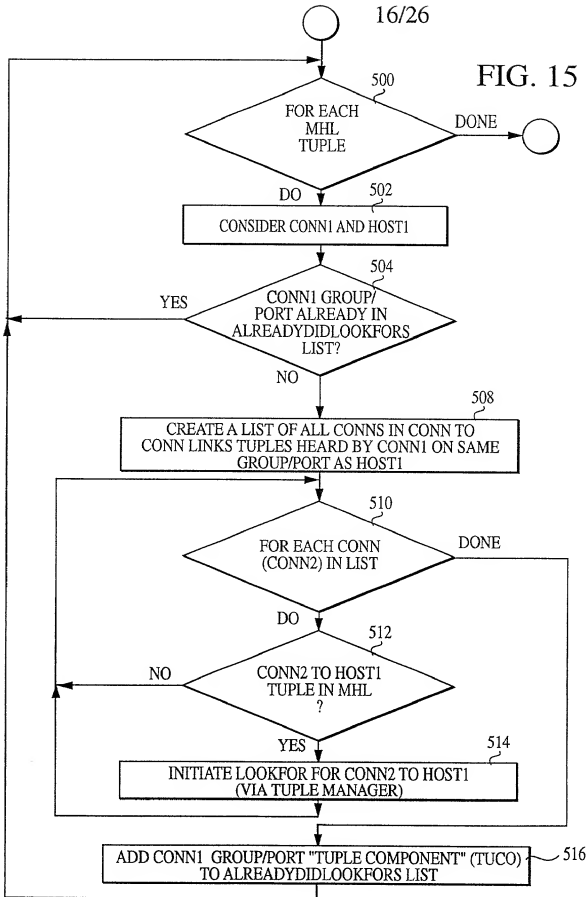 16/26
FIG. 15
500
FOR EACH
MHL
TUPLE
DONE
DO
502
CONSIDER CONN1 AND HOST1
504
CONN1 GROUP/
PORT ALREADY IN
ALREADYDIDLOOKFORS
LIST?
YES
NO
508
CREATE A LIST OF ALL CONNS IN CONN TO
CONN LINKS TUPLES HEARD BY CONN1 ON SAME
GROUP/PORT AS HOST1
510
FOR EACH CONN
(CONN2) IN LIST
DONE
DO
512
CONN2 TO HOST1
TUPLE IN MHL
?
NO
YES
514
INITIATE LOOKFOR FOR CONN2 TO HOST1
(VIA TUPLE MANAGER)
ADD CONN1 GROUP/PORT "TUPLE COMPONENT" (TUCO)
TO ALREADYDIDLOOKFORS LIST
516